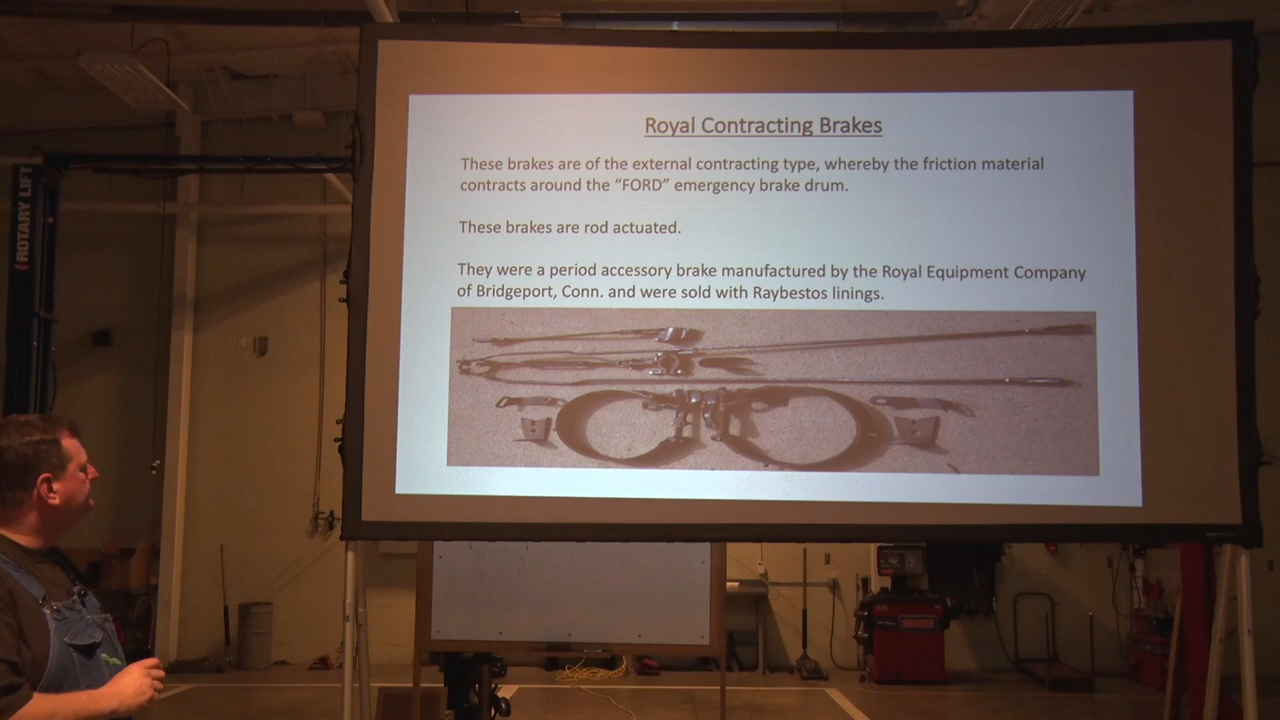 ROTARY LIFT
Royal Contracting Brakes
These brakes are of the external contracting type, whereby the friction material
contracts around the “FORD” emergency brake drum.
These brakes are rod actuated.
They were a period accessory brake manufactured by the Royal Equipment Company
of Bridgeport, Conn. and were sold with Raybestos linings.